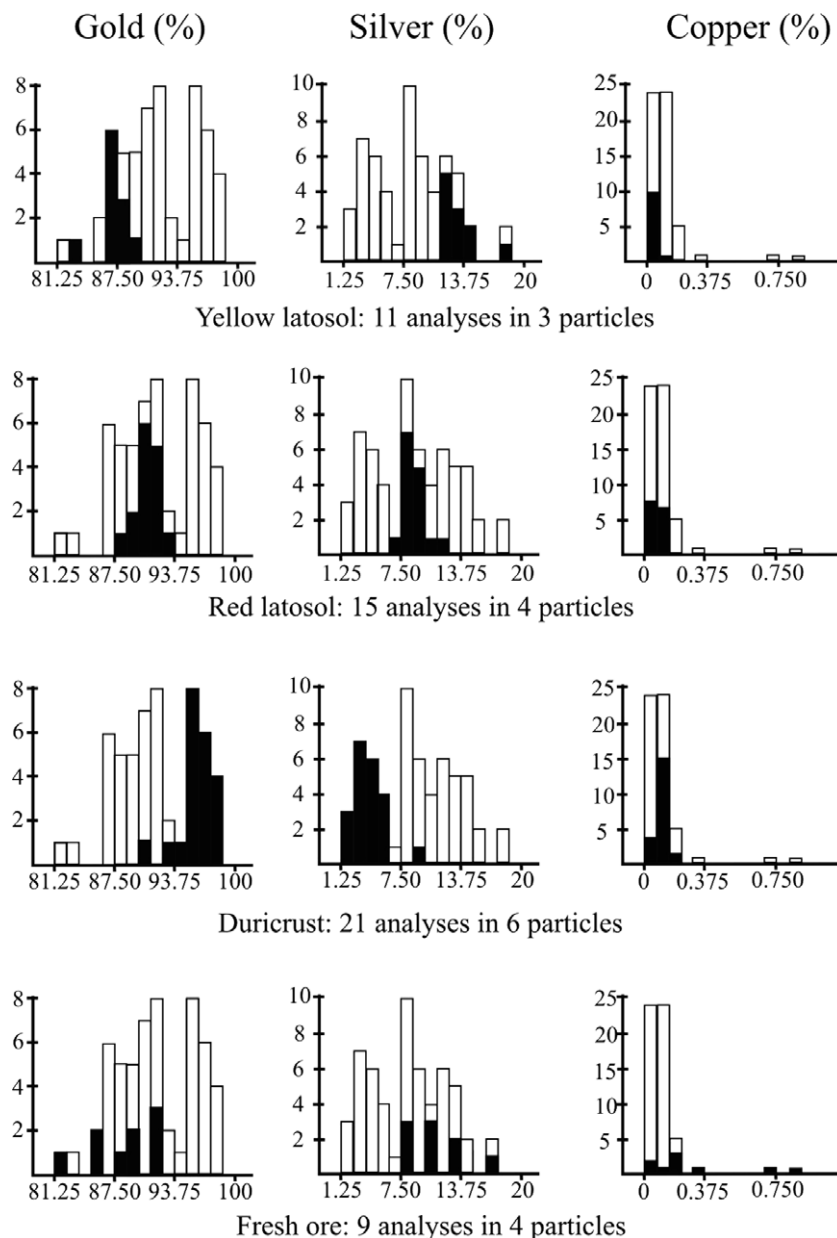 Gold (%) Silver (%) Copper (%)
8 10 25
6 8 20
4 6 15
2 4 10
2 5
81.25 87.50 93.75 100 1.25 7.50 13.75 20 0 0.375 0.750
Yellow latosol: 11 analyses in 3 particles
8 10 25
6 8 20
4 6 15
2 4 10
2 5
81.25 87.50 93.75 100 1.25 7.50 13.75 20 0 0.375 0.750
Red latosol: 15 analyses in 4 particles
8 10 25
6 8 20
4 6 15
2 4 10
2 5
81.25 87.50 93.75 100 1.25 7.50 13.75 20 0 0.375 0.750
Duricrust: 21 analyses in 6 particles
8 10 25
6 8 20
4 6 15
2 4 10
2 5
81.25 87.50 93.75 100 1.25 7.50 13.75 20 0 0.375 0.750
Fresh ore: 9 analyses in 4 particles